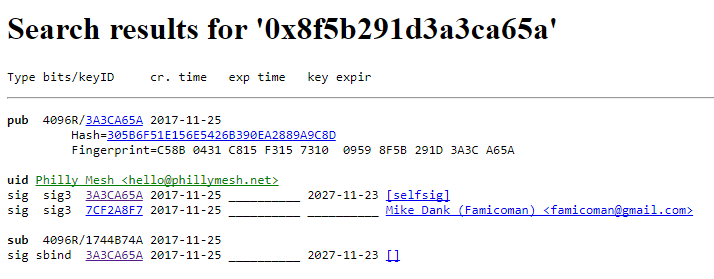 Search results for '0x8f5b291d3a3ca65a'
Type bits/keyID     cr. time   exp time   key expir
pub  4096R/3A3CA65A 2017-11-25
Hash=305B6F51E156E5426B390EA2889A9C8D
Fingerprint=C58B 0431 C815 F315 7310  0959 8F5B 291D 3A3C A65A
uid Philly Mesh <hello@phillymesh.net>
sig  sig3  3A3CA65A 2017-11-25 __________ 2027-11-23 [selfsig]
sig  sig3  7CF2A8F7 2017-11-25 __________ __________ Mike Dank (Famicoman) <famicoman@gmail.com>
sub  4096R/1744B74A 2017-11-25
sig sbind  3A3CA65A 2017-11-25 __________ 2027-11-23 []